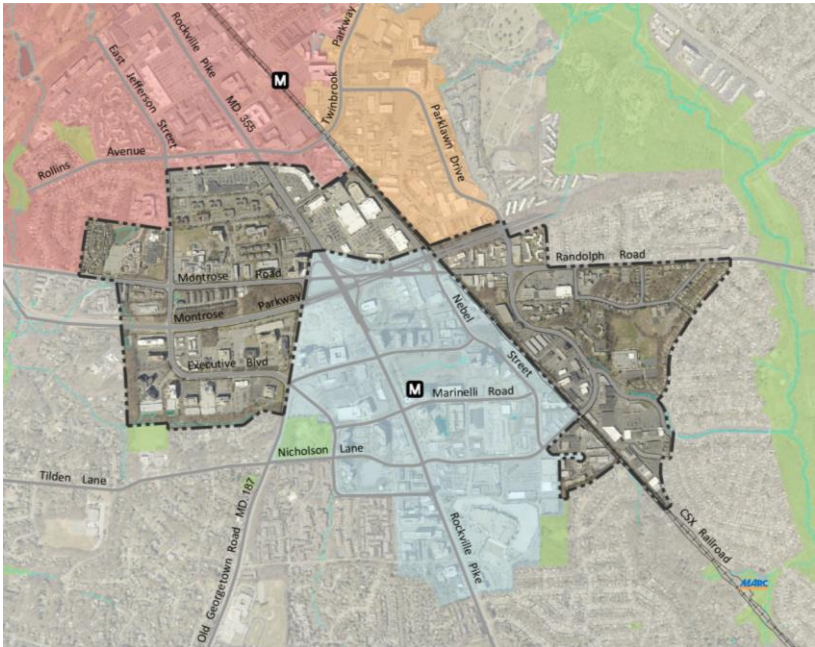 Rockville Pike MD 355
East Jefferson Street
Twinbrook Parkway
M
Parklawn Drive
Rollins Avenue
Randolph Road
Montrose Road
Montrose Parkway
Nebel Street
Executive Blvd
M
Marinelli Road
Nicholson Lane
Tilden Lane
Old Georgetown Road MD 187
Rockville Pike
CSX Railroad
MARC